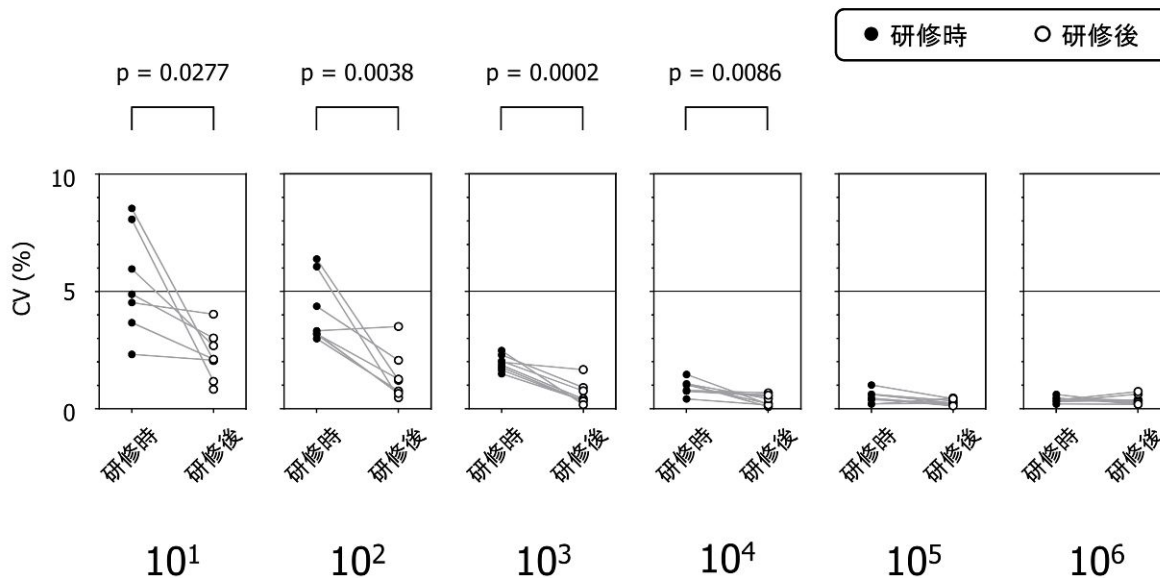 ● 研修時 ○ 研修後
p = 0.0277 p = 0.0038 p = 0.0002 p = 0.0086
10
CV (%)
5
0
研修時 研修後 研修時 研修後 研修時 研修後 研修時 研修後 研修時 研修後 研修時 研修後
10¹ 10² 10³ 10⁴ 10⁵ 10⁶